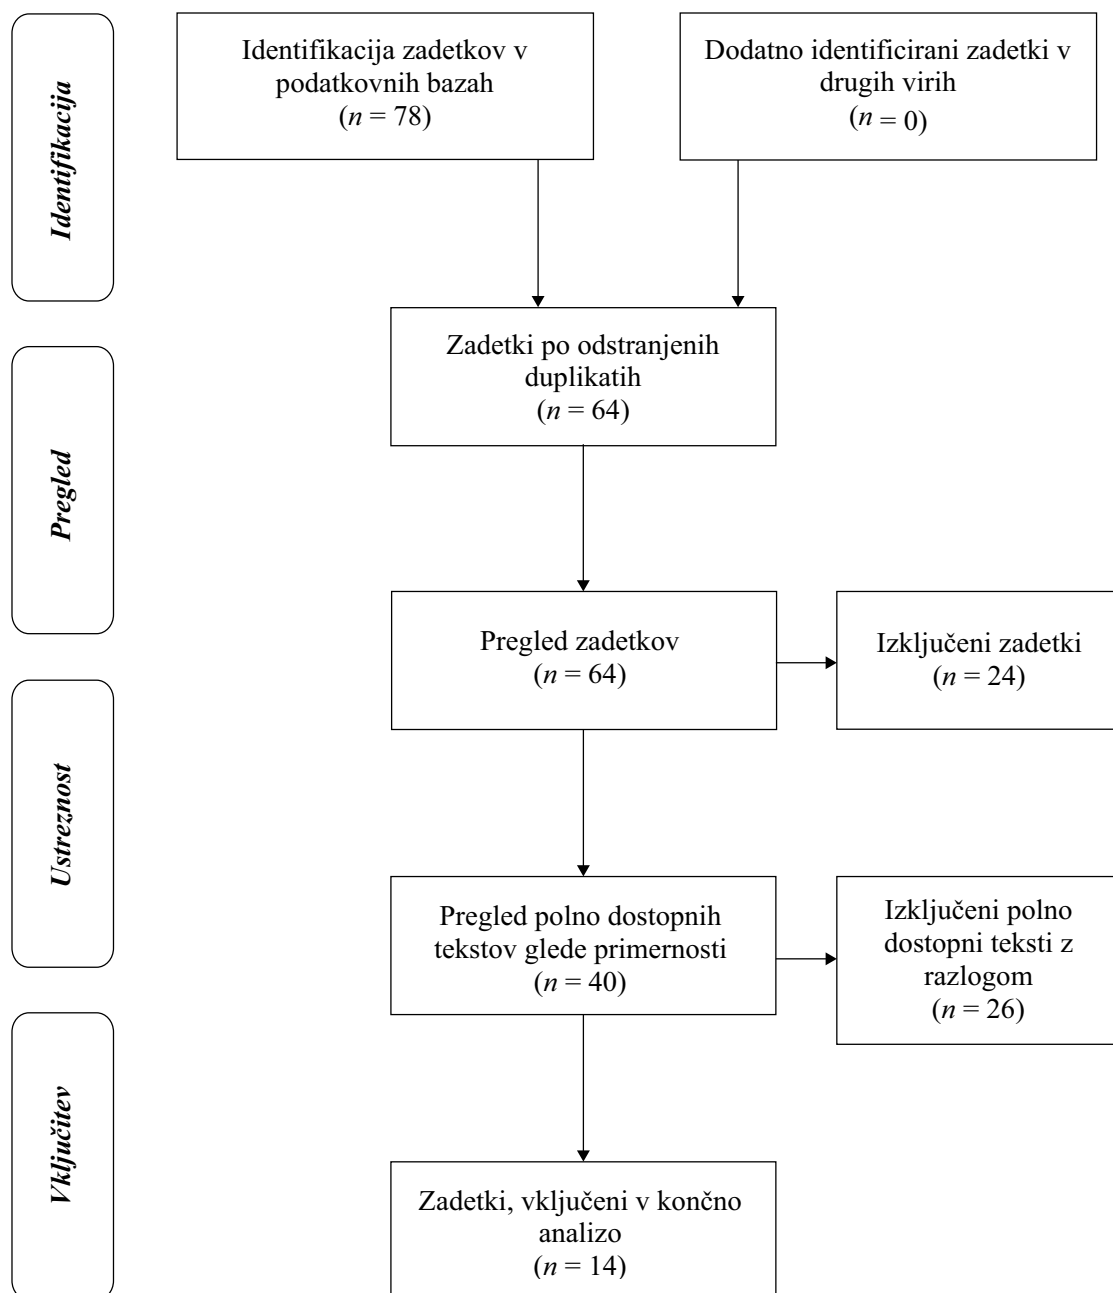 Identifikacija
Identifikacija zadetkov v
podatkovnih bazah
(n = 78)
Dodatno identificirani zadetki v
drugih virih
(n = 0)
Zadetki po odstranjenih
duplikatih
(n = 64)
Pregled
Pregled zadetkov
(n = 64)
Izključeni zadetki
(n = 24)
Ustreznost
Pregled polno dostopnih
tekstov glede primernosti
(n = 40)
Izključeni polno
dostopni teksti z
razlogom
(n = 26)
Vključitev
Zadetki, vključeni v končno
analizo
(n = 14)